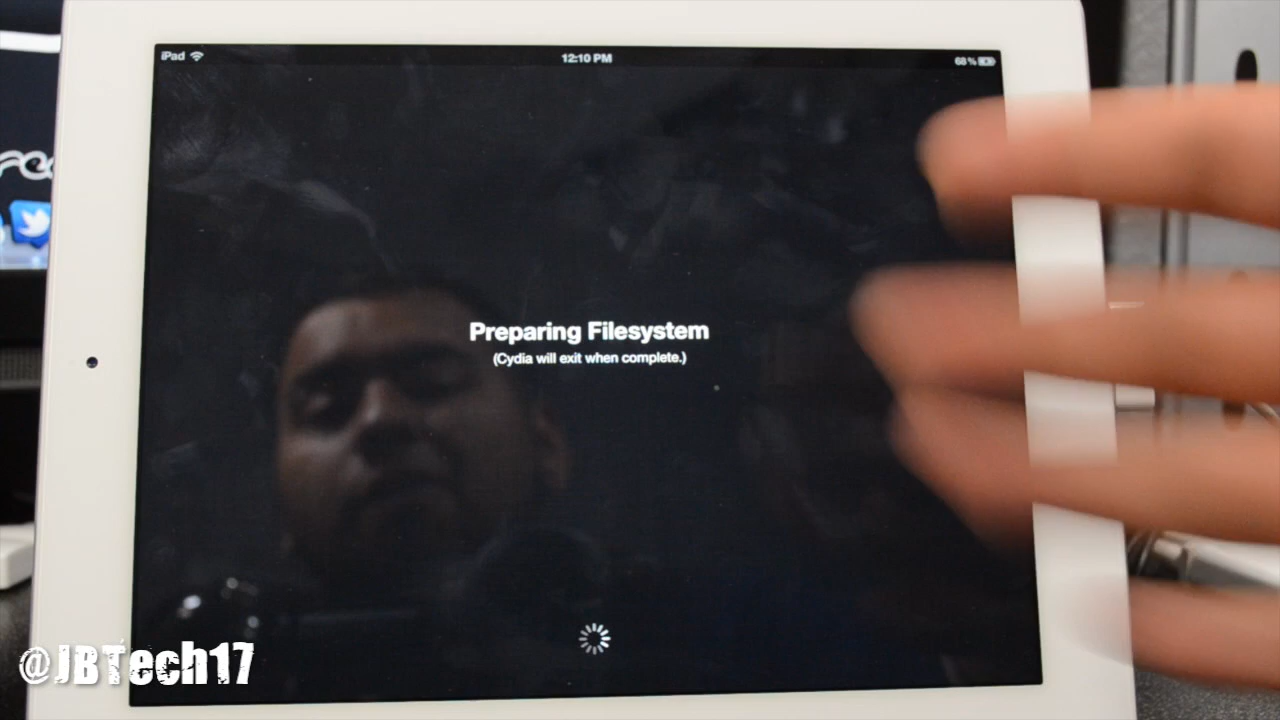 iPad
12:10 PM
68%
Preparing Filesystem
(Cydia will exit when complete.)
@JBTech17